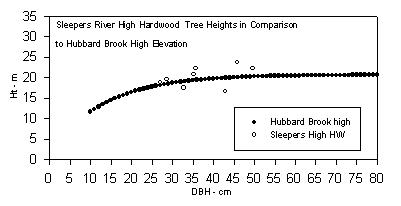 Sleepers River High Hardwood Tree Heights in Comparison
to Hubbard Brook High Elevation
35
30
25
20
15
10
5
0
Ht - m
Hubbard Brook high
Sleepers High HW
0 5 10 15 20 25 30 35 40 45 50 55 60 65 70 75 80
DBH - cm